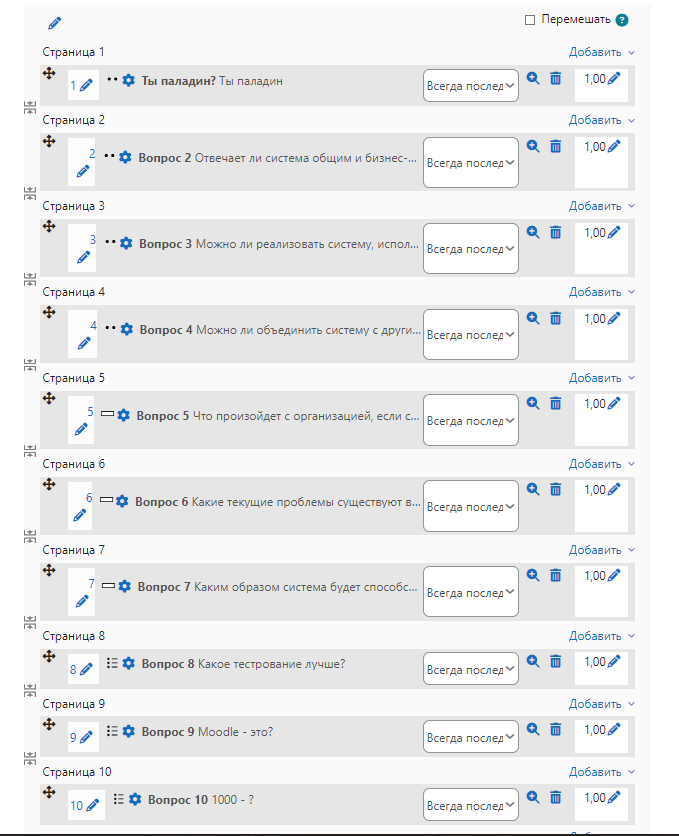 Перемешать ?
Страница 1 Добавить
1 Ты паладин? Ты паладин Всегда послед 1,00
Страница 2 Добавить
2 Вопрос 2 Отвечает ли система общим и бизнес-... Всегда послед 1,00
Страница 3 Добавить
3 Вопрос 3 Можно ли реализовать систему, испол... Всегда послед 1,00
Страница 4 Добавить
4 Вопрос 4 Можно ли объединить систему с други... Всегда послед 1,00
Страница 5 Добавить
5 Вопрос 5 Что произойдет с организацией, если с... Всегда послед 1,00
Страница 6 Добавить
6 Вопрос 6 Какие текущие проблемы существуют в... Всегда послед 1,00
Страница 7 Добавить
7 Вопрос 7 Каким образом система будет способс... Всегда послед 1,00
Страница 8 Добавить
8 Вопрос 8 Какое тестрование лучше? Всегда послед 1,00
Страница 9 Добавить
9 Вопрос 9 Moodle - это? Всегда послед 1,00
Страница 10 Добавить
10 Вопрос 10 1000 - ? Всегда послед 1,00